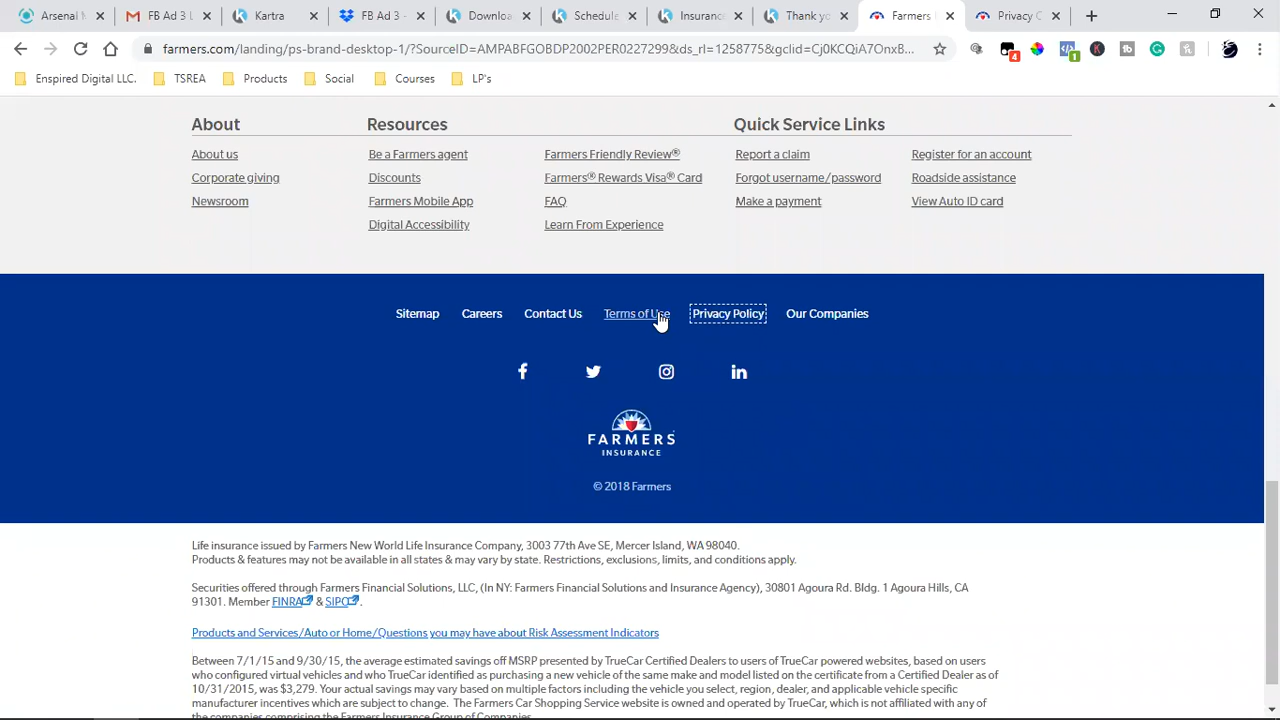 Arsenai M
FB Ad 3 L
Kartra
FB Ad 3 -
Downloa
Schedule
Insuranc
Thank yo
Farmers I
Privacy C
farmers.com/landing/ps-brand-desktop-1/?SourceID=AMPABFGOBDP2002PER0227299&ds_rl=1258775&gclid=Cj0KCQiA7OnxB...
4
1
Enspired Digital LLC.
TSREA
Products
Social
Courses
LP's
About
Resources
Quick Service Links
About us
Be a Farmers agent
Farmers Friendly Review®
Report a claim
Register for an account
Corporate giving
Discounts
Farmers® Rewards Visa® Card
Forgot username/password
Roadside assistance
Newsroom
Farmers Mobile App
FAQ
Make a payment
View Auto ID card
Digital Accessibility
Learn From Experience
Sitemap
Careers
Contact Us
Terms of Use
Privacy Policy
Our Companies
FARMERS
INSURANCE
© 2018 Farmers
Life insurance issued by Farmers New World Life Insurance Company, 3003 77th Ave SE, Mercer Island, WA 98040.
Products & features may not be available in all states & may vary by state. Restrictions, exclusions, limits, and conditions apply.
Securities offered through Farmers Financial Solutions, LLC, (In NY: Farmers Financial Solutions and Insurance Agency), 30801 Agoura Rd. Bldg. 1 Agoura Hills, CA
91301. Member FINRA & SIPC.
Products and Services/Auto or Home/Questions you may have about Risk Assessment Indicators
Between 7/1/15 and 9/30/15, the average estimated savings off MSRP presented by TrueCar Certified Dealers to users of TrueCar powered websites, based on users
who configured virtual vehicles and who TrueCar identified as purchasing a new vehicle of the same make and model listed on the certificate from a Certified Dealer as of
10/31/2015, was $3,279. Your actual savings may vary based on multiple factors including the vehicle you select, region, dealer, and applicable vehicle specific
manufacturer incentives which are subject to change. The Farmers Car Shopping Service website is owned and operated by TrueCar, which is not affiliated with any of
the companies comprising the Farmers Insurance Group of Companies.